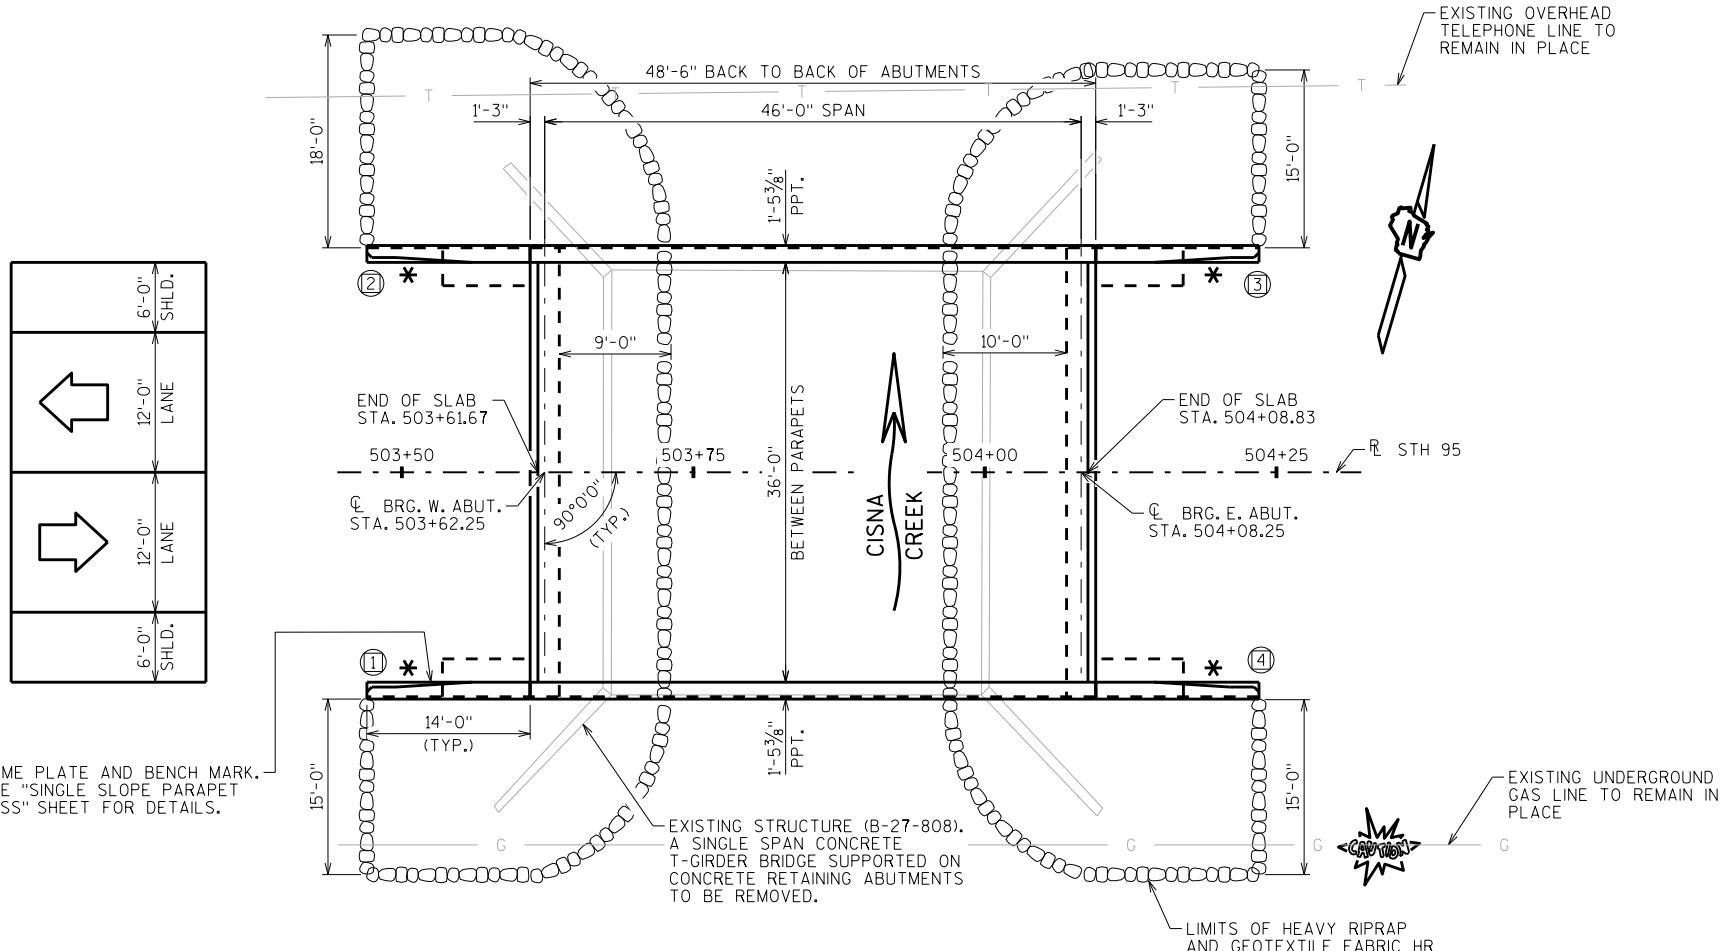 EXISTING OVERHEAD
TELEPHONE LINE TO
REMAIN IN PLACE
48'-6" BACK TO BACK OF ABUTMENTS
T T T T T T
1'-3"
46'-0" SPAN
1'-3"
18'-0"
15'-0"
1'-5⅜"
PPT.
N
2
*
*
3
6'-0"
SHLD.
12'-0"
LANE
12'-0"
LANE
6'-0"
SHLD.
9'-0"
10'-0"
END OF SLAB
STA. 503+61.67
END OF SLAB
STA. 504+08.83
36'-0"
BETWEEN PARAPETS
503+50
503+75
504+00
504+25
℞ STH 95
℄ BRG. W. ABUT.
STA. 503+62.25
90°0'0"
(TYP.)
CISNA
CREEK
℄ BRG. E. ABUT.
STA. 504+08.25
1
*
*
4
14'-0"
(TYP.)
1'-5⅜"
PPT.
15'-0"
15'-0"
ME PLATE AND BENCH MARK.
E "SINGLE SLOPE PARAPET
SS" SHEET FOR DETAILS.
EXISTING STRUCTURE (B-27-808).
A SINGLE SPAN CONCRETE
T-GIRDER BRIDGE SUPPORTED ON
CONCRETE RETAINING ABUTMENTS
TO BE REMOVED.
G G G G
CAUTION
EXISTING UNDERGROUND
GAS LINE TO REMAIN IN
PLACE
LIMITS OF HEAVY RIPRAP
AND GEOTEXTILE FABRIC HR